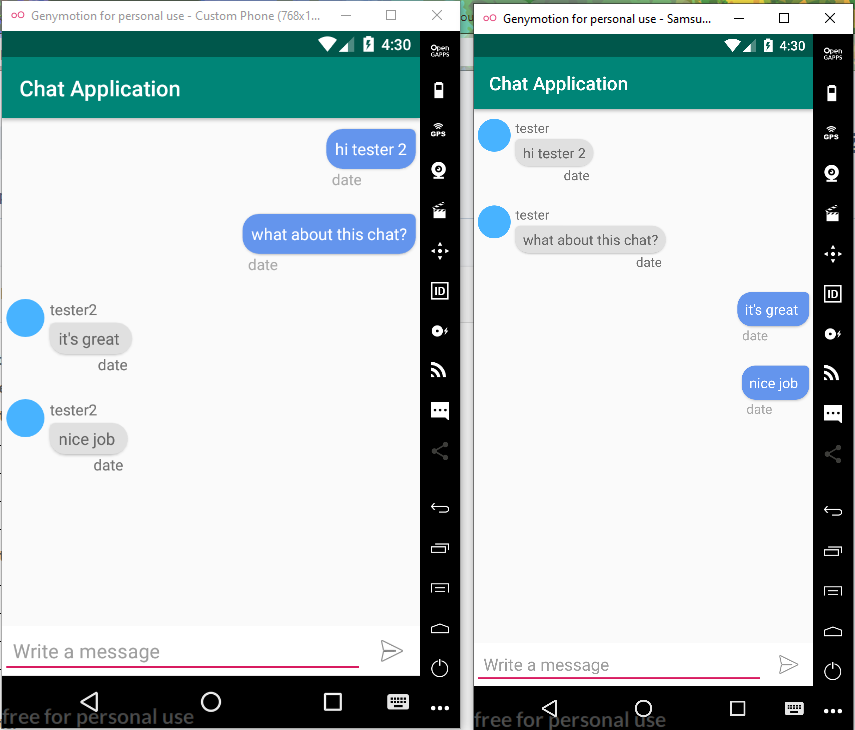 Genymotion for personal use - Custom Phone (768x1...
4:30
Open
GAPPS
Chat Application
GPS
hi tester 2
date
what about this chat?
date
ID
tester2
it's great
date
tester2
nice job
date
Write a message
free for personal use
Genymotion for personal use - Samsu...
4:30
Open
GAPPS
Chat Application
GPS
tester
hi tester 2
date
tester
what about this chat?
date
ID
it's great
date
nice job
date
Write a message
free for personal use